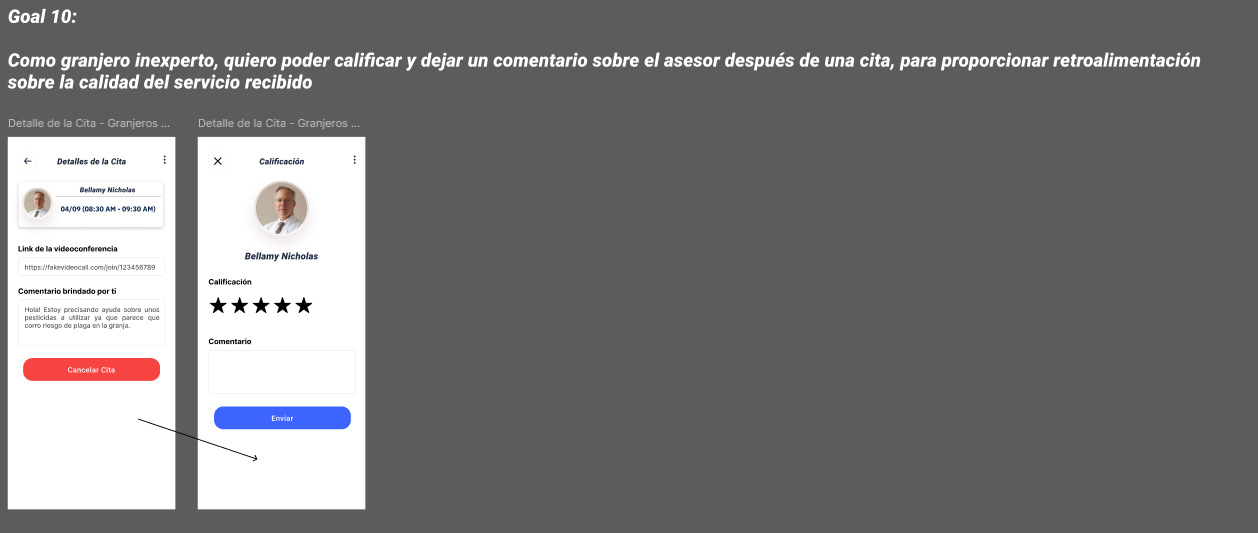 Goal 10:
Como granjero inexperto, quiero poder calificar y dejar un comentario sobre el asesor después de una cita, para proporcionar retroalimentación
sobre la calidad del servicio recibido
Detalle de la Cita - Granjeros ...
Detalles de la Cita
Bellamy Nicholas
04/09 (08:30 AM - 09:30 AM)
Link de la videoconferencia
https://fakevideocall.com/join/123456789
Comentario brindado por ti
Hola! Estoy precisando ayuda sobre unos
pesticidas a utilizar ya que parece que
corro riesgo de plaga en la granja.
Cancelar Cita
Detalle de la Cita - Granjeros ...
Calificación
Bellamy Nicholas
Calificación
Comentario
Enviar